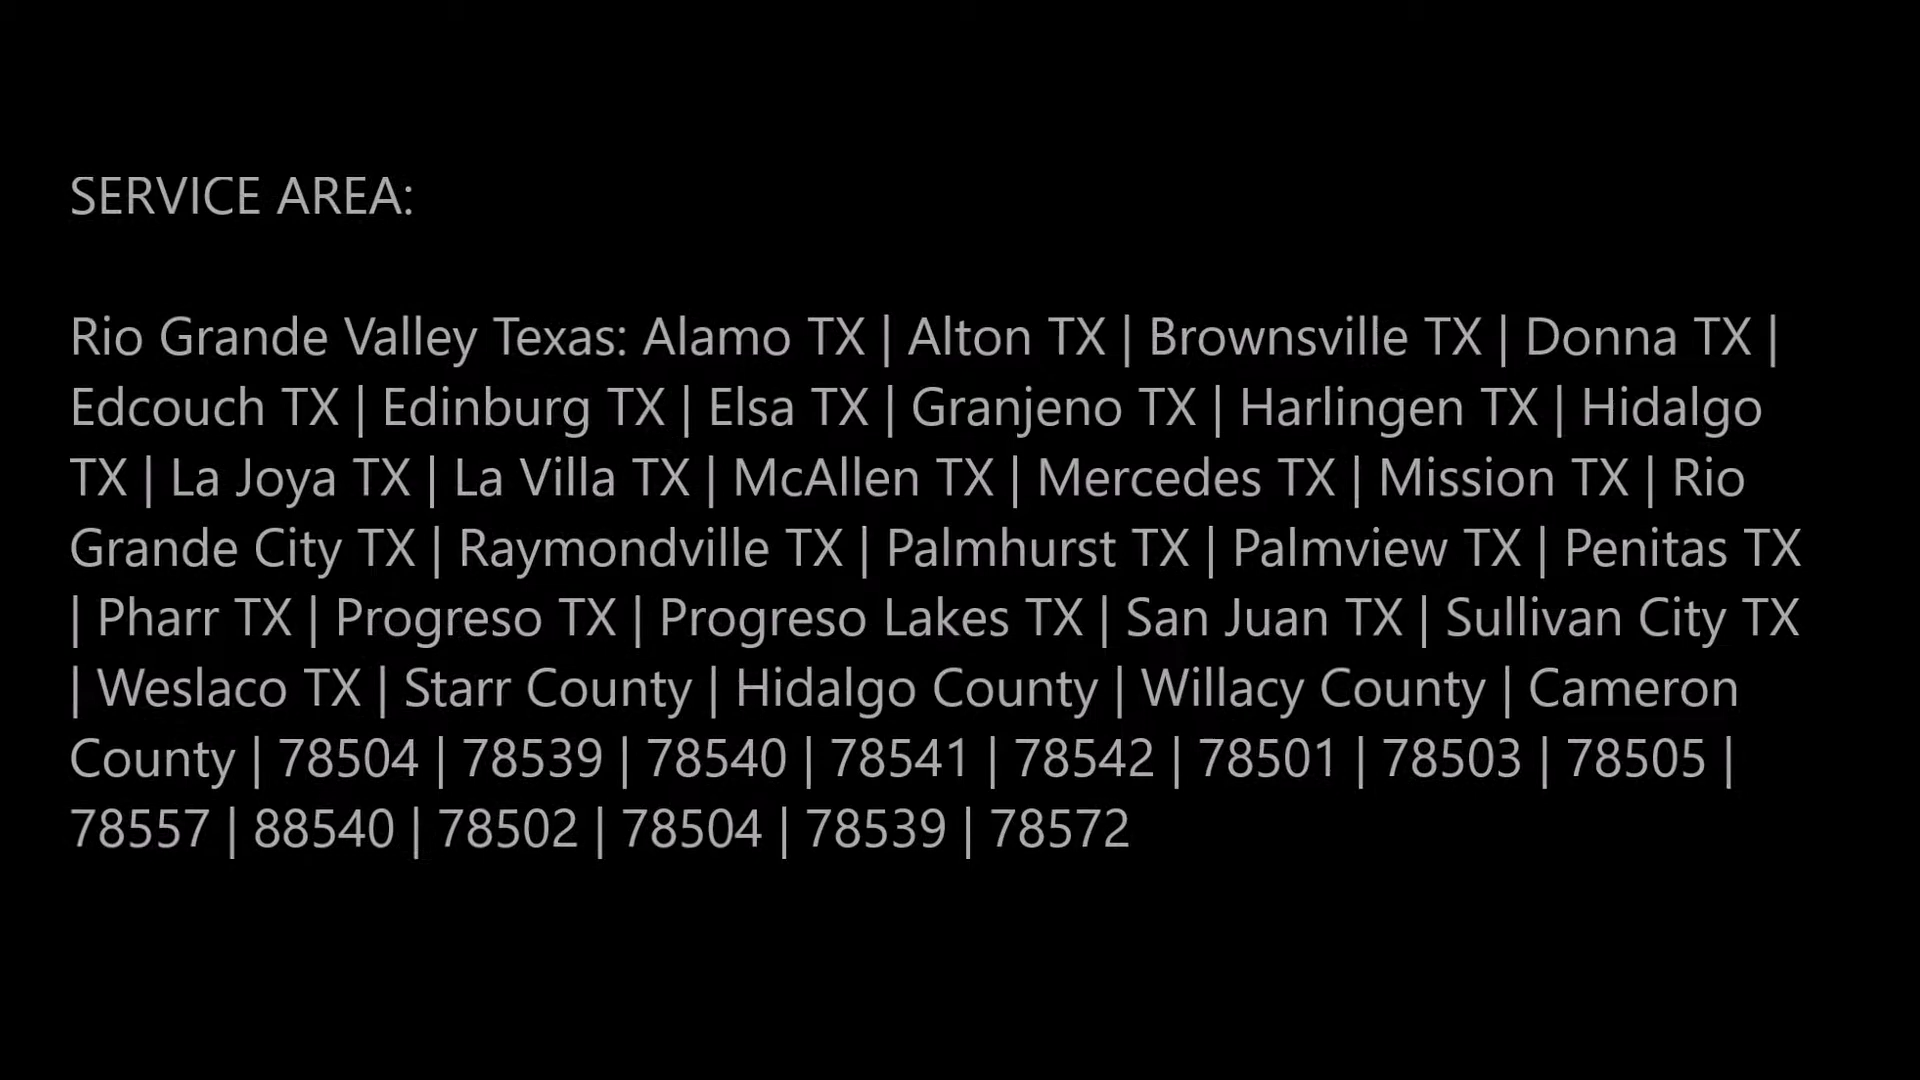 SERVICE AREA:
Rio Grande Valley Texas: Alamo TX | Alton TX | Brownsville TX | Donna TX |
Edcouch TX | Edinburg TX | Elsa TX | Granjeno TX | Harlingen TX | Hidalgo
TX | La Joya TX | La Villa TX | McAllen TX | Mercedes TX | Mission TX | Rio
Grande City TX | Raymondville TX | Palmhurst TX | Palmview TX | Penitas TX
| Pharr TX | Progreso TX | Progreso Lakes TX | San Juan TX | Sullivan City TX
| Weslaco TX | Starr County | Hidalgo County | Willacy County | Cameron
County | 78504 | 78539 | 78540 | 78541 | 78542 | 78501 | 78503 | 78505 |
78557 | 88540 | 78502 | 78504 | 78539 | 78572